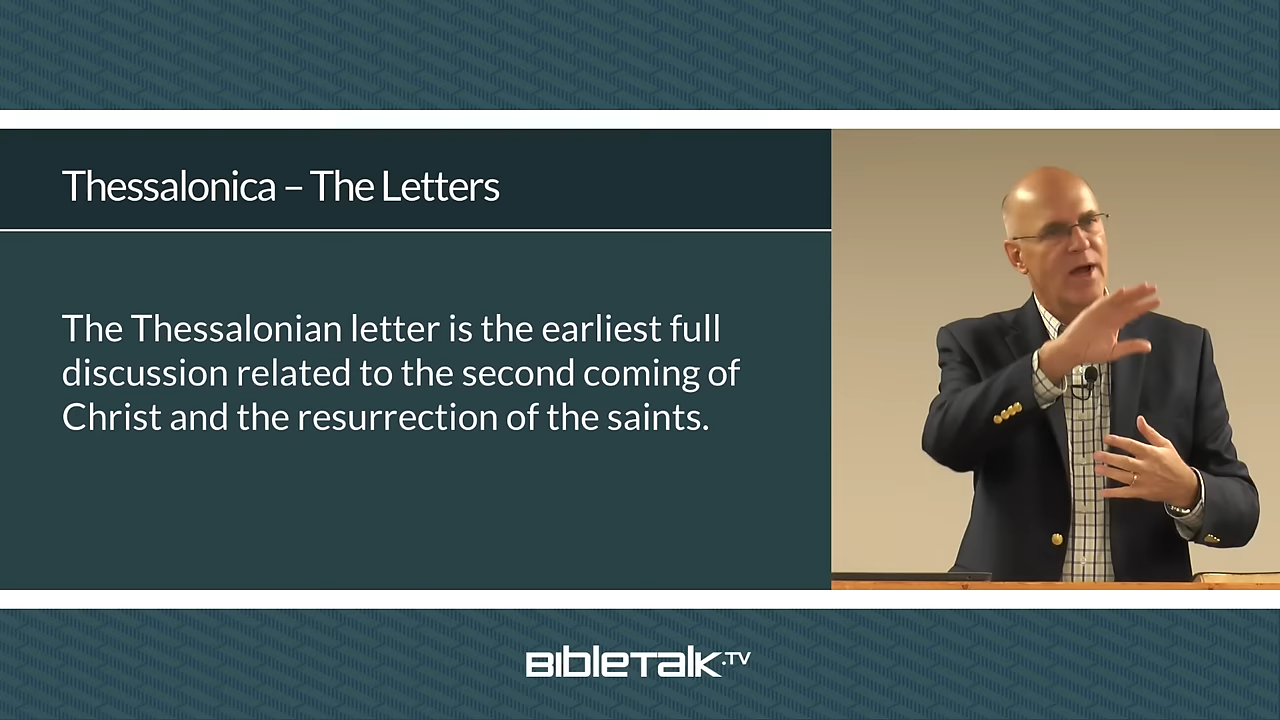 Thessalonica – The Letters
The Thessalonian letter is the earliest full
discussion related to the second coming of
Christ and the resurrection of the saints.
BibleTalk.TV